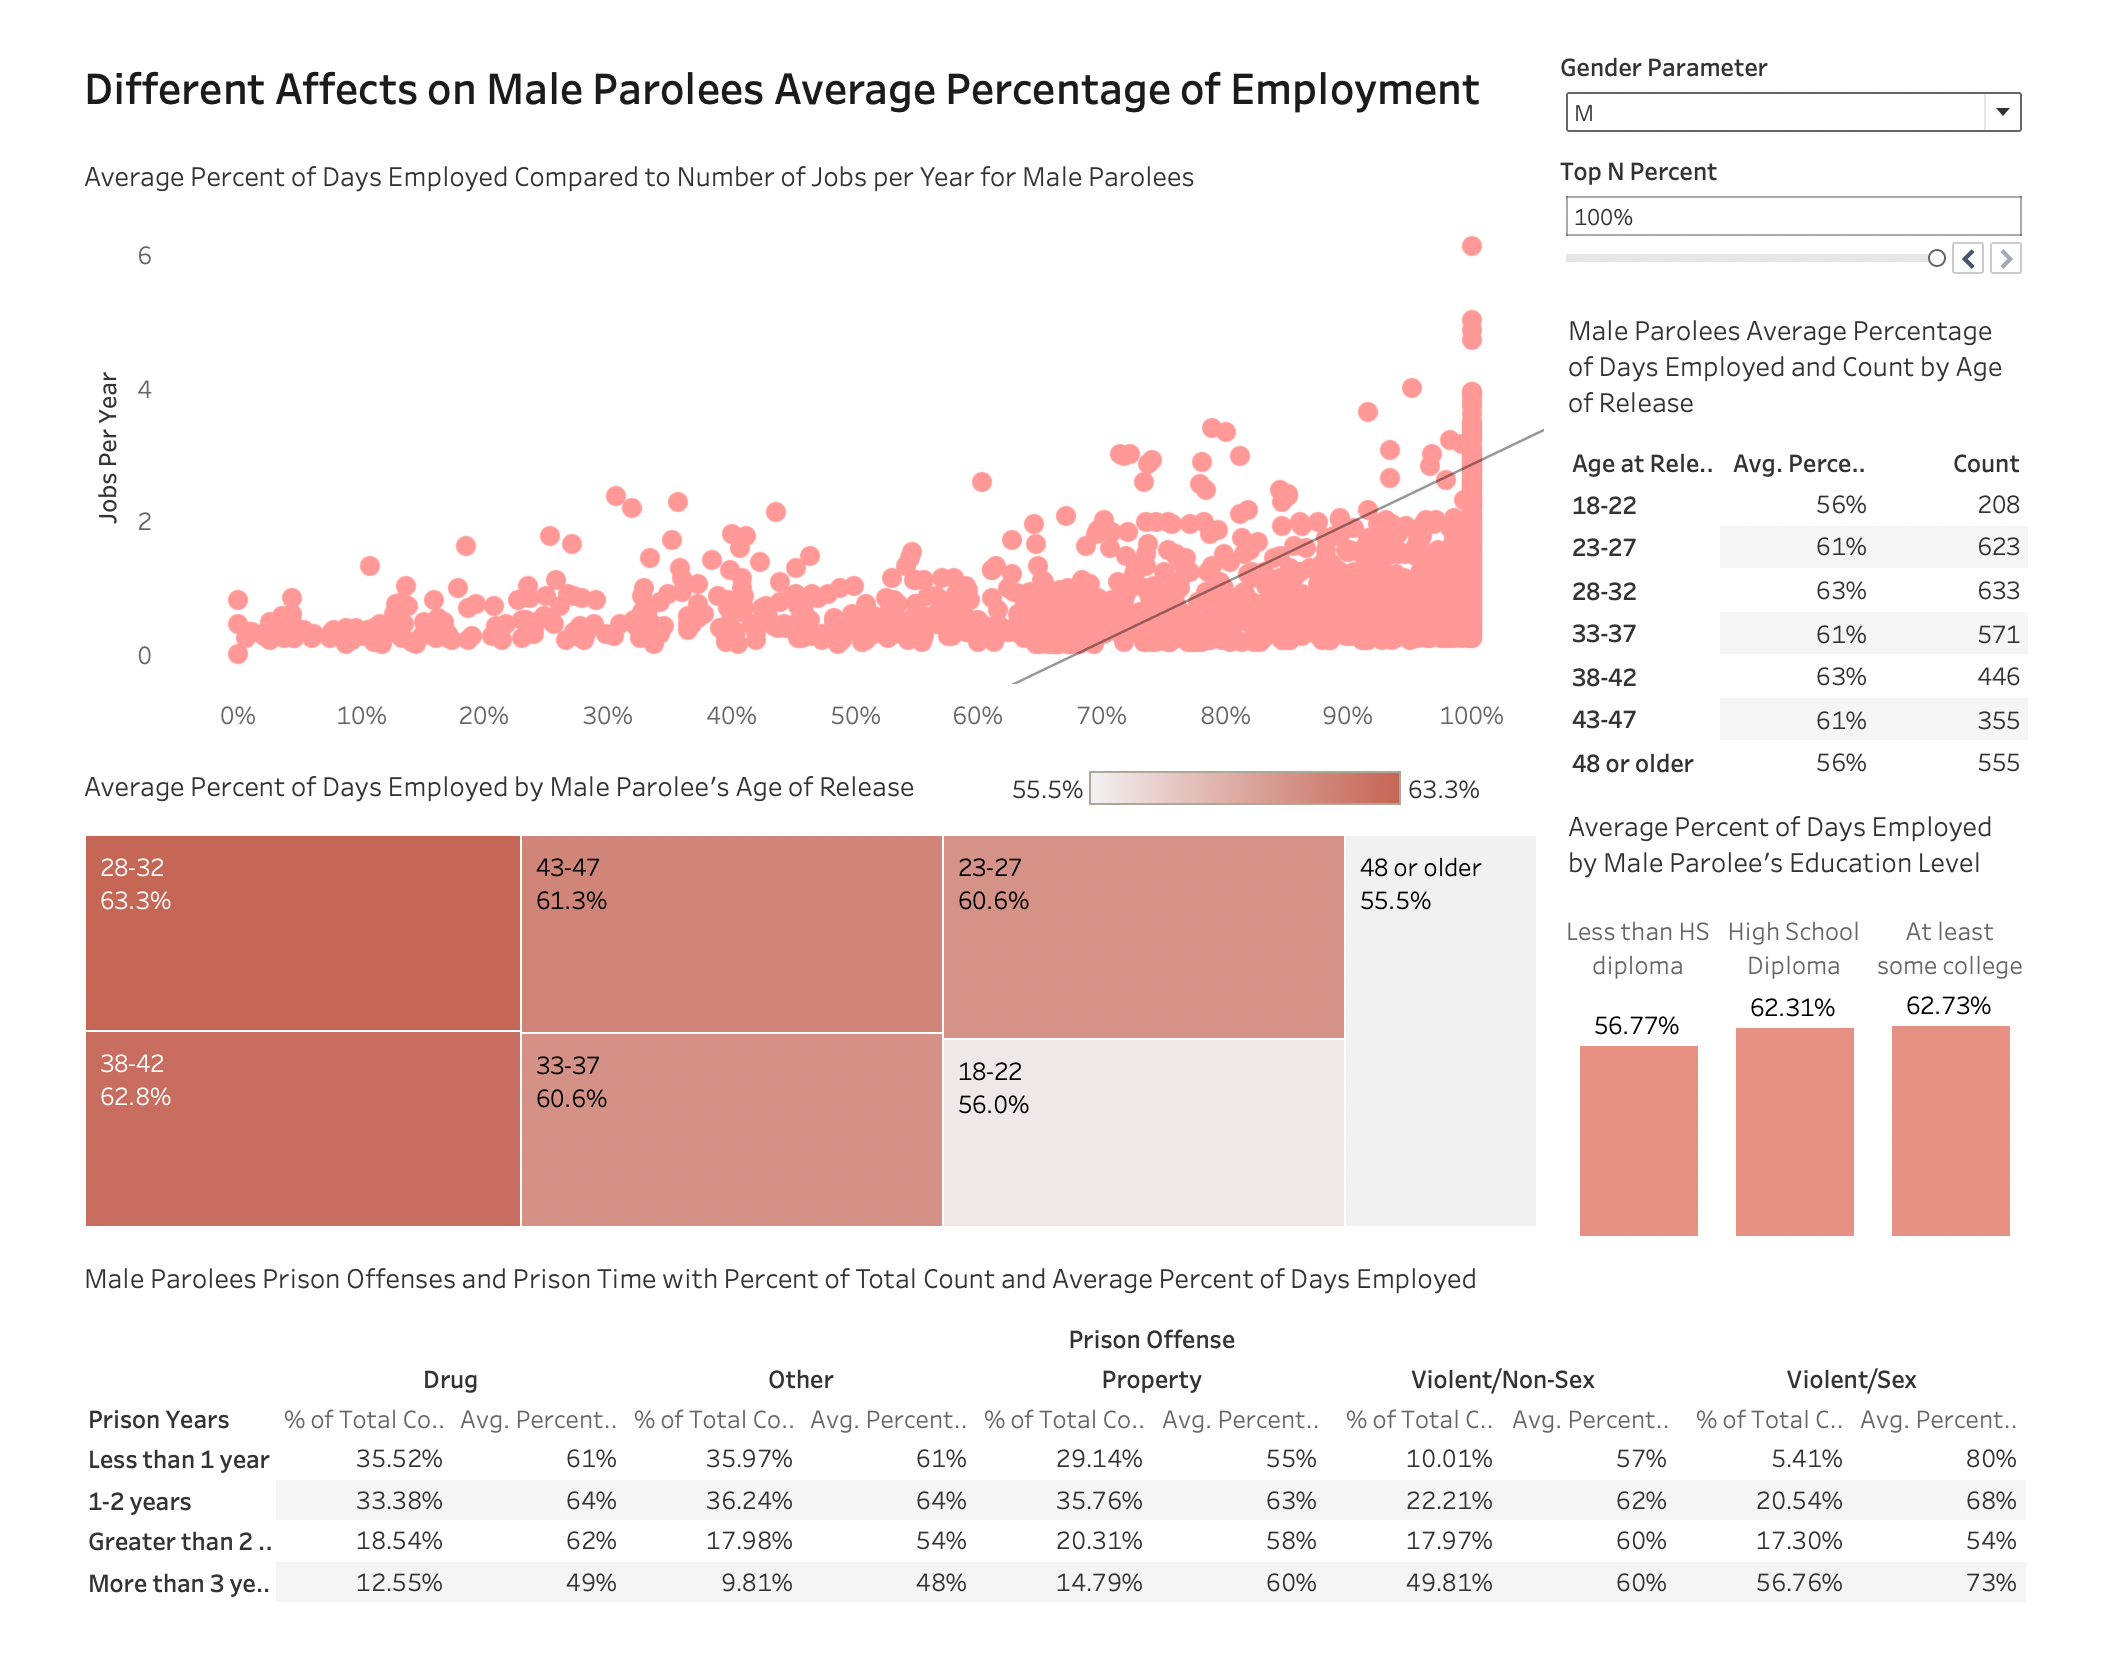 Different Affects on Male Parolees Average Percentage of Employment
Gender Parameter
M
Top N Percent
100%
Average Percent of Days Employed Compared to Number of Jobs per Year for Male Parolees
6
4
2
0
Jobs Per Year
0% 10% 20% 30% 40% 50% 60% 70% 80% 90% 100%
Male Parolees Average Percentage
of Days Employed and Count by Age
of Release
Age at Rele.. Avg. Perce.. Count
18-22 56% 208
23-27 61% 623
28-32 63% 633
33-37 61% 571
38-42 63% 446
43-47 61% 355
48 or older 56% 555
Average Percent of Days Employed by Male Parolee's Age of Release
55.5% 63.3%
28-32
63.3%
43-47
61.3%
23-27
60.6%
48 or older
55.5%
38-42
62.8%
33-37
60.6%
18-22
56.0%
Average Percent of Days Employed
by Male Parolee's Education Level
Less than HS
diploma
High School
Diploma
At least
some college
56.77%
62.31%
62.73%
Male Parolees Prison Offenses and Prison Time with Percent of Total Count and Average Percent of Days Employed
Prison Offense
Drug Other Property Violent/Non-Sex Violent/Sex
Prison Years % of Total Co.. Avg. Percent.. % of Total Co.. Avg. Percent.. % of Total Co.. Avg. Percent.. % of Total C.. Avg. Percent.. % of Total C.. Avg. Percent..
Less than 1 year 35.52% 61% 35.97% 61% 29.14% 55% 10.01% 57% 5.41% 80%
1-2 years 33.38% 64% 36.24% 64% 35.76% 63% 22.21% 62% 20.54% 68%
Greater than 2 .. 18.54% 62% 17.98% 54% 20.31% 58% 17.97% 60% 17.30% 54%
More than 3 ye.. 12.55% 49% 9.81% 48% 14.79% 60% 49.81% 60% 56.76% 73%